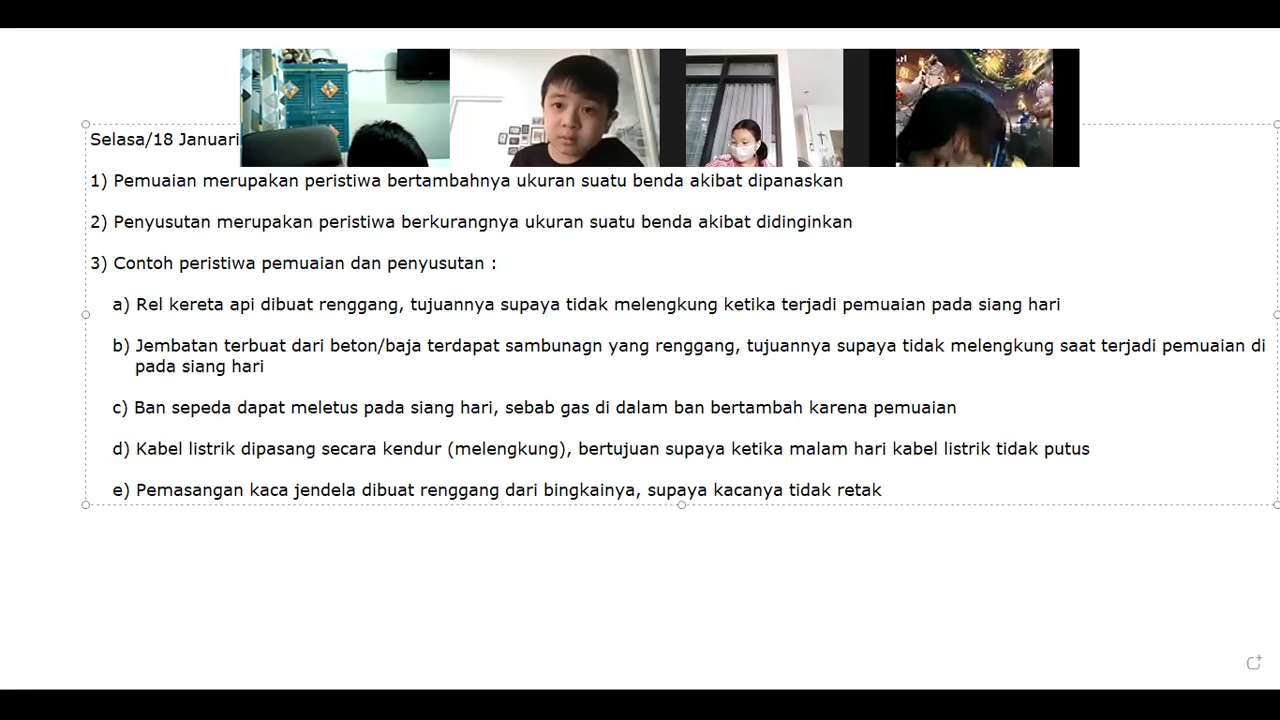 Selasa/18 Januari
1) Pemuaian merupakan peristiwa bertambahnya ukuran suatu benda akibat dipanaskan
2) Penyusutan merupakan peristiwa berkurangnya ukuran suatu benda akibat didinginkan
3) Contoh peristiwa pemuaian dan penyusutan :
a) Rel kereta api dibuat renggang, tujuannya supaya tidak melengkung ketika terjadi pemuaian pada siang hari
b) Jembatan terbuat dari beton/baja terdapat sambunagn yang renggang, tujuannya supaya tidak melengkung saat terjadi pemuaian di
pada siang hari
c) Ban sepeda dapat meletus pada siang hari, sebab gas di dalam ban bertambah karena pemuaian
d) Kabel listrik dipasang secara kendur (melengkung), bertujuan supaya ketika malam hari kabel listrik tidak putus
e) Pemasangan kaca jendela dibuat renggang dari bingkainya, supaya kacanya tidak retak